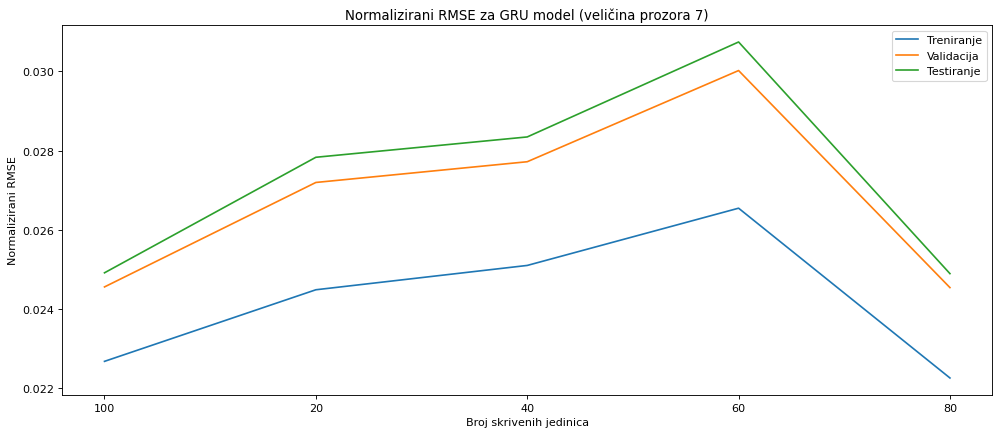 Normalizirani RMSE za GRU model (veličina prozora 7)
Treniranje
Validacija
Testiranje
Normalizirani RMSE
0.030
0.028
0.026
0.024
0.022
100 20 40 60 80
Broj skrivenih jedinica